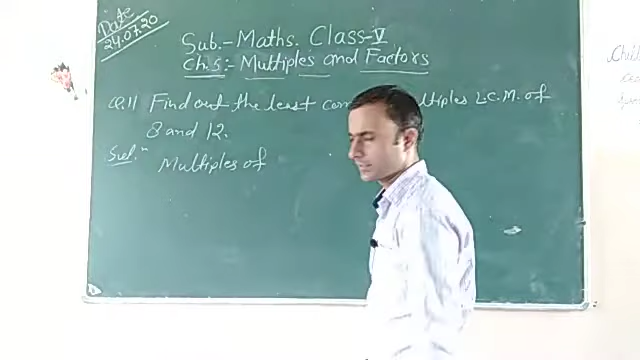 Date
24.07.20
Sub.- Maths. Class-V
Ch.5:- Multiples and Factors
Q.1) Find out the least com ultiples L.C.M. of
8 and 12.
Sol.ⁿ Multiples of